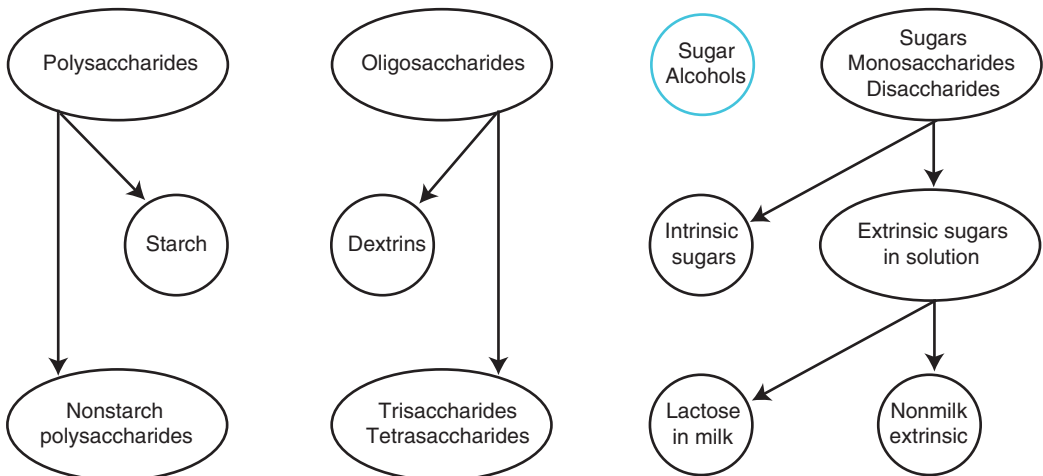 Polysaccharides
Oligosaccharides
Sugar
Alcohols
Sugars
Monosaccharides
Disaccharides
Starch
Dextrins
Intrinsic
sugars
Extrinsic sugars
in solution
Nonstarch
polysaccharides
Trisaccharides
Tetrasaccharides
Lactose
in milk
Nonmilk
extrinsic